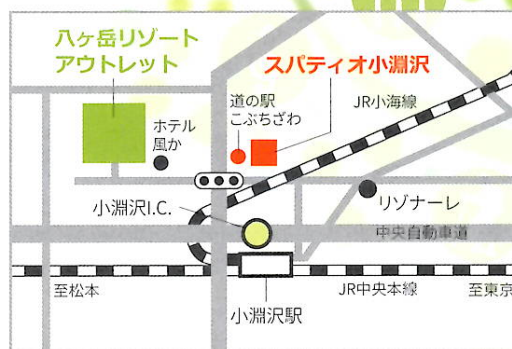 八ヶ岳リゾート
アウトレット
スパティオ小淵沢
道の駅
こぶちざわ
JR小海線
ホテル
風か
小淵沢I.C.
リゾナーレ
中央自動車道
至松本
JR中央本線
至東京
小淵沢駅